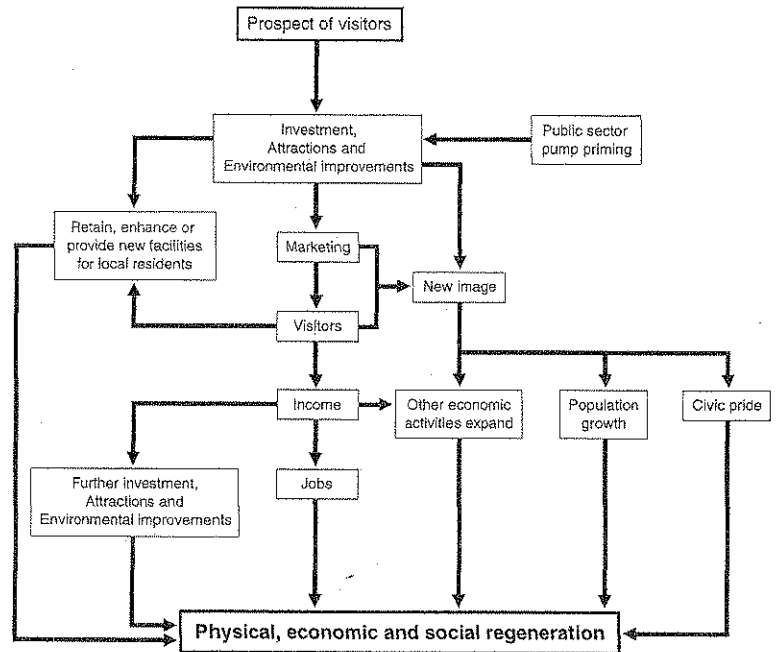 Prospect of visitors
Investment,
Attractions and
Environmental improvements
Public sector
pump priming
Retain, enhance or
provide new facilities
for local residents
Marketing
New image
Visitors
Income
Other economic
activities expand
Population
growth
Civic pride
Further investment,
Attractions and
Environmental improvements
Jobs
Physical, economic and social regeneration